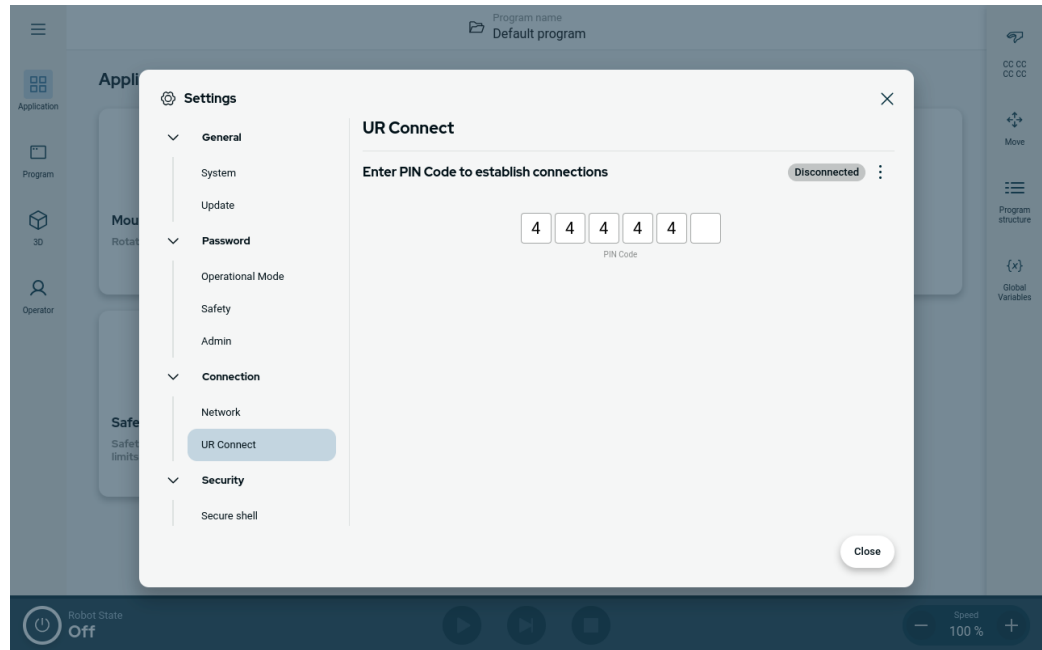 Program name
Default program
Application
Program
3D
Operator
Appli
Mou
Rotat
Safe
Safet
limits
Settings
General
System
Update
Password
Operational Mode
Safety
Admin
Connection
Network
UR Connect
Security
Secure shell
UR Connect
Enter PIN Code to establish connections
Disconnected
4 4 4 4 4
PIN Code
Close
CC CC
CC CC
Move
Program
structure
{x}
Global
Variables
Robot State
Off
Speed
100 %